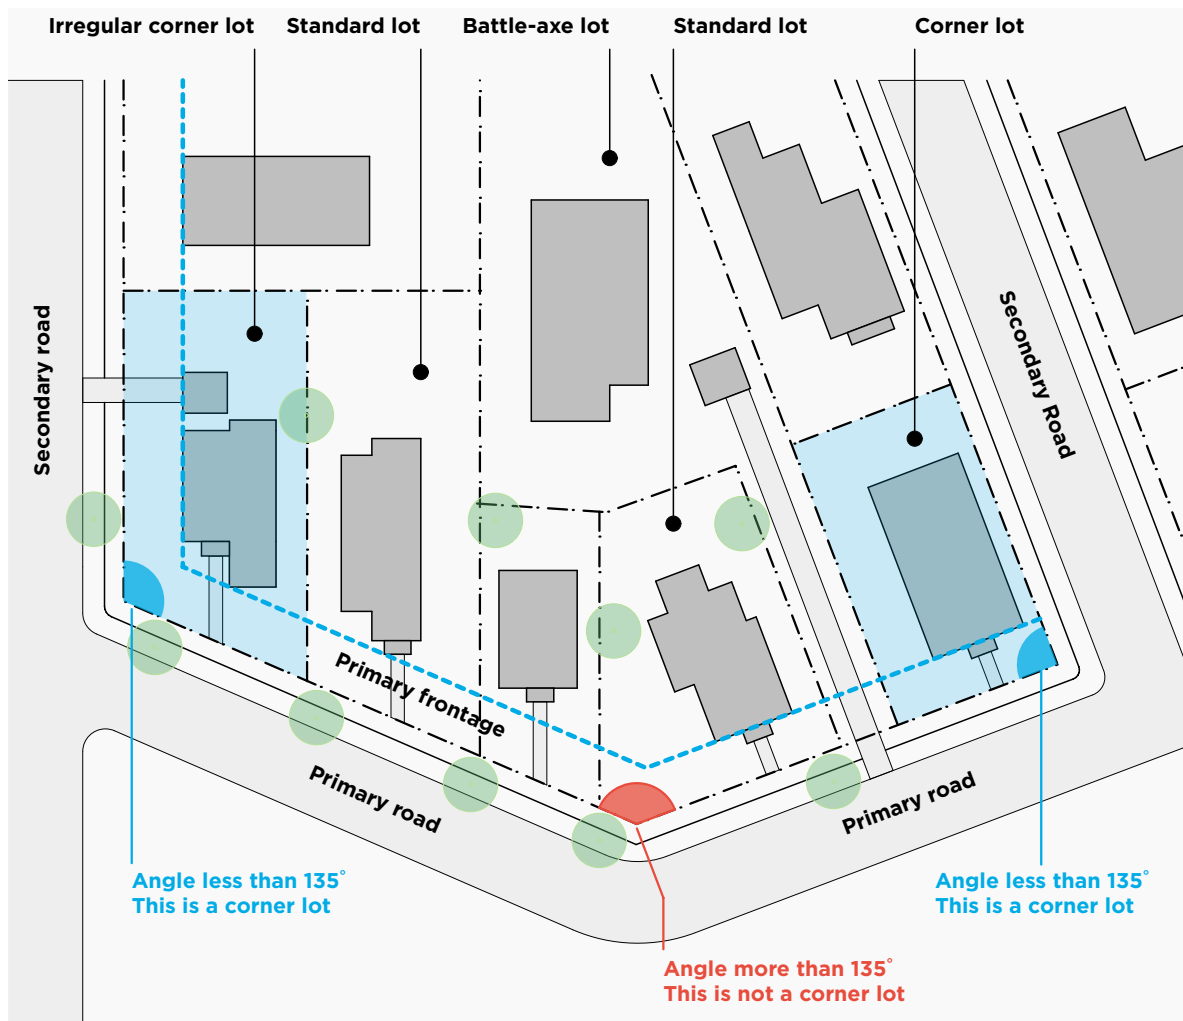 Irregular corner lot
Standard lot
Battle-axe lot
Standard lot
Corner lot
Secondary road
Secondary Road
Primary frontage
Primary road
Primary road
Angle less than 135°
This is a corner lot
Angle less than 135°
This is a corner lot
Angle more than 135°
This is not a corner lot